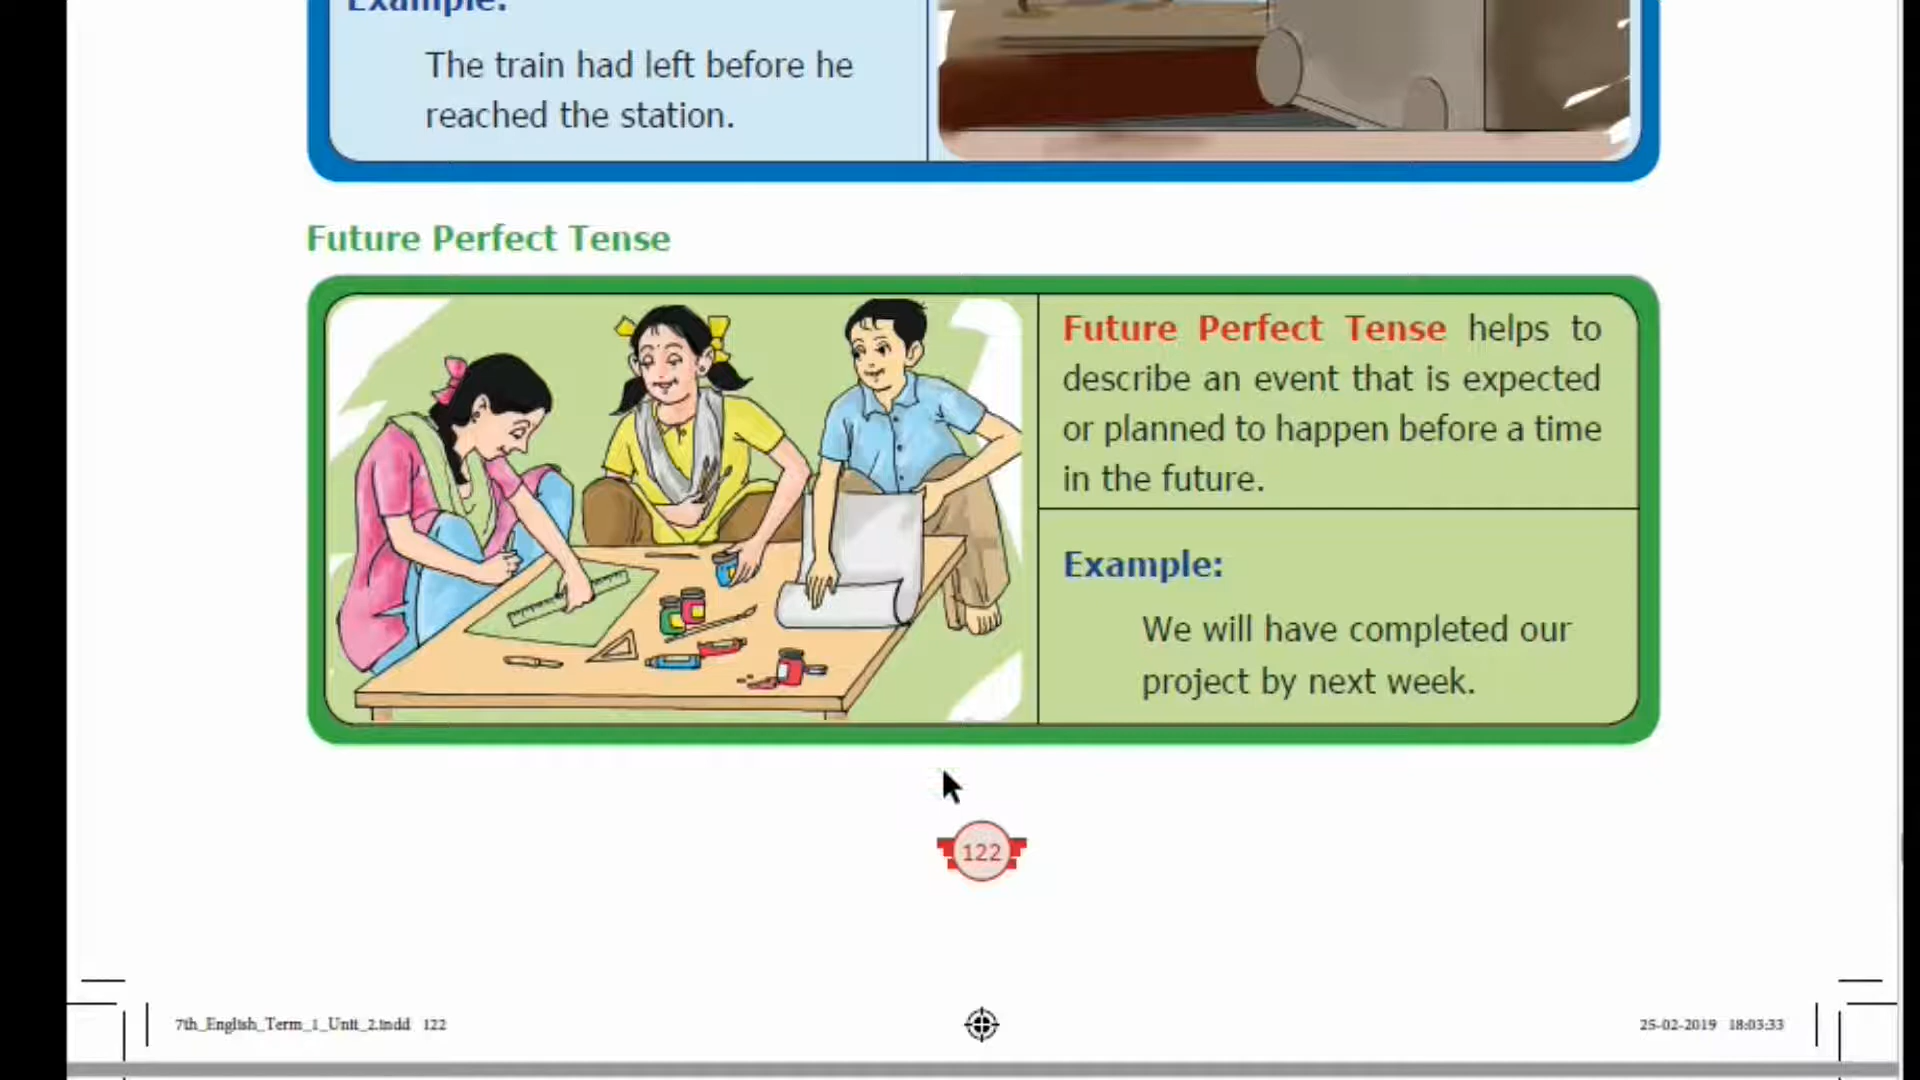 Example:
The train had left before he
reached the station.
Future Perfect Tense
Future Perfect Tense helps to
describe an event that is expected
or planned to happen before a time
in the future.
Example:
We will have completed our
project by next week.
122
7th_English_Term_1_Unit_2.indd 122
25-02-2019 18:03:33